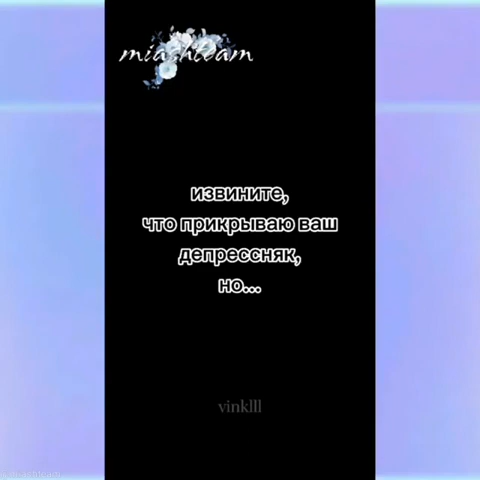 miashteam
извините,
что прикрываю ваш
депрессняк,
но...
vinklll